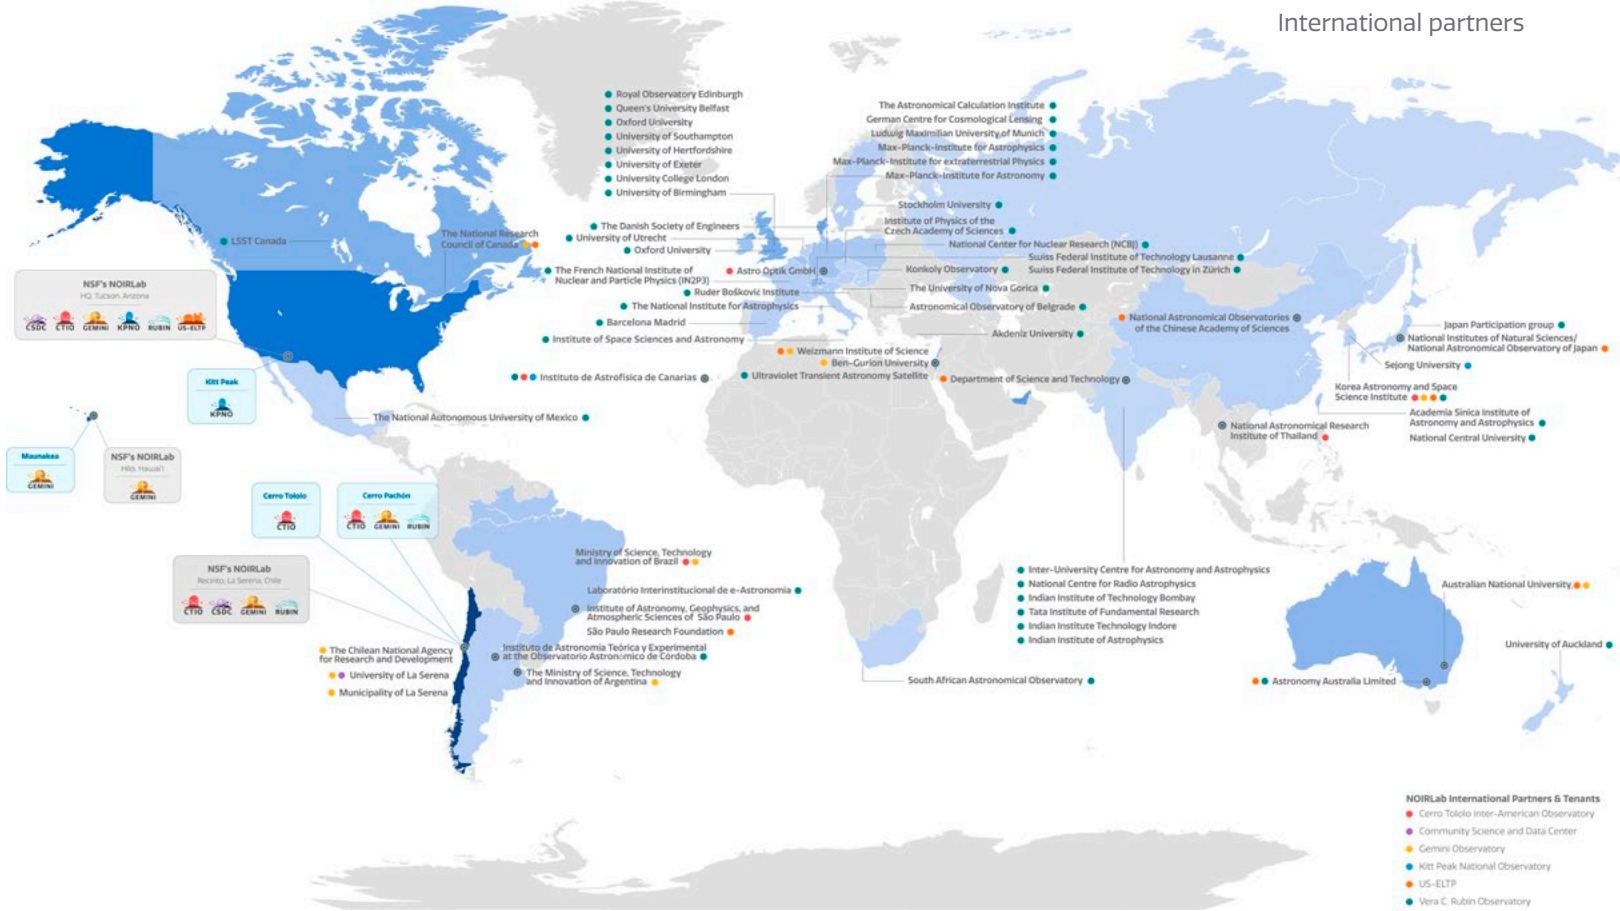 International partners
Royal Observatory Edinburgh
Queen's University Belfast
Oxford University
University of Southampton
University of Hertfordshire
University of Exeter
University College London
University of Birmingham
The Danish Society of Engineers
University of Utrecht
Oxford University
The French National Institute of
Nuclear and Particle Physics (IN2P3)
Astro Optik GmbH
Ruder Bošković Institute
The National Institute for Astrophysics
Barcelona Madrid
Institute of Space Sciences and Astronomy
Instituto de Astrofísica de Canarias
The Astronomical Calculation Institute
German Centre for Cosmological Lensing
Ludwig Maximilian University of Munich
Max-Planck-Institute for Astrophysics
Max-Planck-Institute for extraterrestrial Physics
Max-Planck-Institute for Astronomy
Stockholm University
Institute of Physics of the
Czech Academy of Sciences
National Center for Nuclear Research (NCBJ)
Swiss Federal Institute of Technology Lausanne
Konkoly Observatory
Swiss Federal Institute of Technology in Zürich
The University of Nova Gorica
Astronomical Observatory of Belgrade
Akdeniz University
Weizmann Institute of Science
Ben-Gurion University
Ultraviolet Transient Astronomy Satellite
Department of Science and Technology
National Astronomical Observatories
of the Chinese Academy of Sciences
Japan Participation group
National Institutes of Natural Sciences/
National Astronomical Observatory of Japan
Sejong University
Korea Astronomy and Space
Science Institute
Academia Sinica Institute of
Astronomy and Astrophysics
National Central University
National Astronomical Research
Institute of Thailand
LSST Canada
The National Research
Council of Canada
NSF's NOIRLab
HQ, Tucson, Arizona
CSDC CTIO GEMINI KPNO RUBIN US-ELTP
Kitt Peak
KPNO
The National Autonomous University of Mexico
Maunakea
GEMINI
NSF's NOIRLab
Hilo, Hawai'i
GEMINI
Cerro Tololo
CTIO
Cerro Pachón
CTIO GEMINI RUBIN
NSF's NOIRLab
Recinto, La Serena, Chile
CTIO CSDC GEMINI RUBIN
The Chilean National Agency
for Research and Development
University of La Serena
Municipality of La Serena
Ministry of Science, Technology
and Innovation of Brazil
Laboratório Interinstitucional de e-Astronomia
Institute of Astronomy, Geophysics, and
Atmospheric Sciences of São Paulo
São Paulo Research Foundation
Instituto de Astronomía Teórica y Experimental
at the Observatorio Astronómico de Córdoba
The Ministry of Science, Technology
and Innovation of Argentina
Inter-University Centre for Astronomy and Astrophysics
National Centre for Radio Astrophysics
Indian Institute of Technology Bombay
Tata Institute of Fundamental Research
Indian Institute Technology Indore
Indian Institute of Astrophysics
South African Astronomical Observatory
Australian National University
University of Auckland
Astronomy Australia Limited
NOIRLab International Partners & Tenants
Cerro Tololo Inter-American Observatory
Community Science and Data Center
Gemini Observatory
Kitt Peak National Observatory
US-ELTP
Vera C. Rubin Observatory